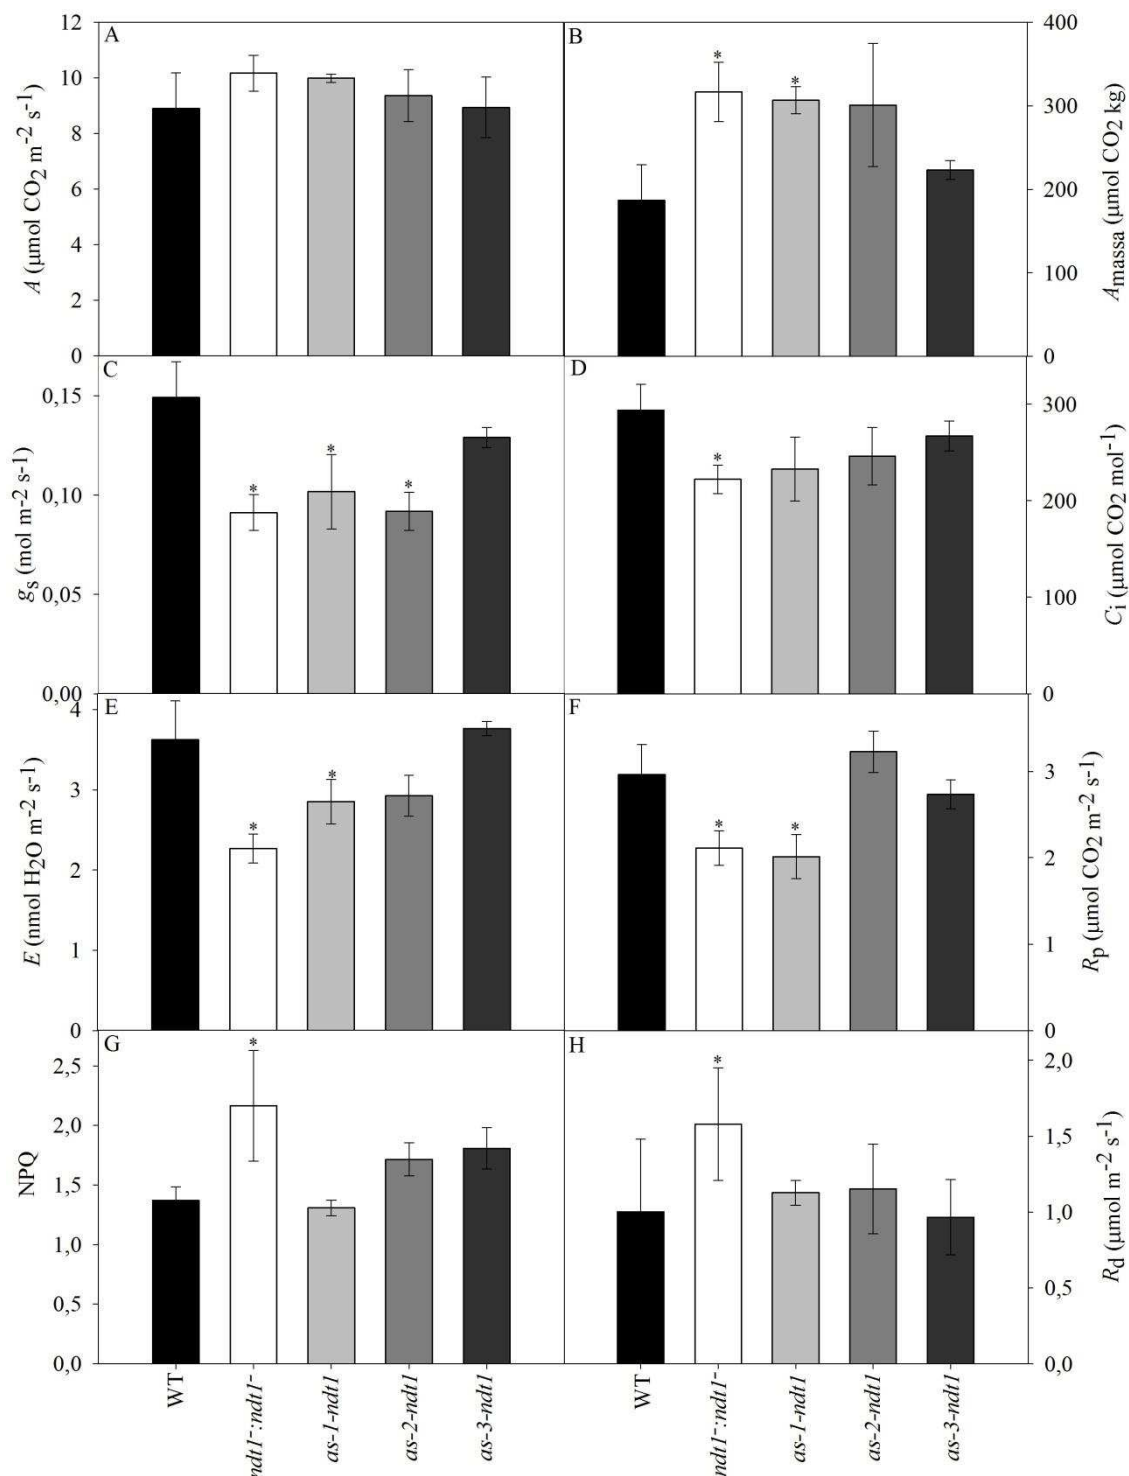 A
12
10
8
6
4
2
0
A (µmol CO2 m-2 s-1)
B
*
*
400
300
200
100
0
Amassa (µmol CO2 kg)
C
0,15
0,10
0,05
0,00
gs (mol m-2 s-1)
*
*
*
D
*
300
200
100
0
Ci (µmol CO2 mol-1)
E
4
3
2
1
0
E (nmol H2O m-2 s-1)
*
*
F
*
*
3
2
1
0
Rp (µmol CO2 m-2 s-1)
G
2,5
2,0
1,5
1,0
0,5
0,0
NPQ
*
H
*
2,0
1,5
1,0
0,5
0,0
Rd (µmol m-2 s-1)
WT
ndt1-:ndt1-
as-1-ndt1
as-2-ndt1
as-3-ndt1
WT
ndt1-:ndt1-
as-1-ndt1
as-2-ndt1
as-3-ndt1